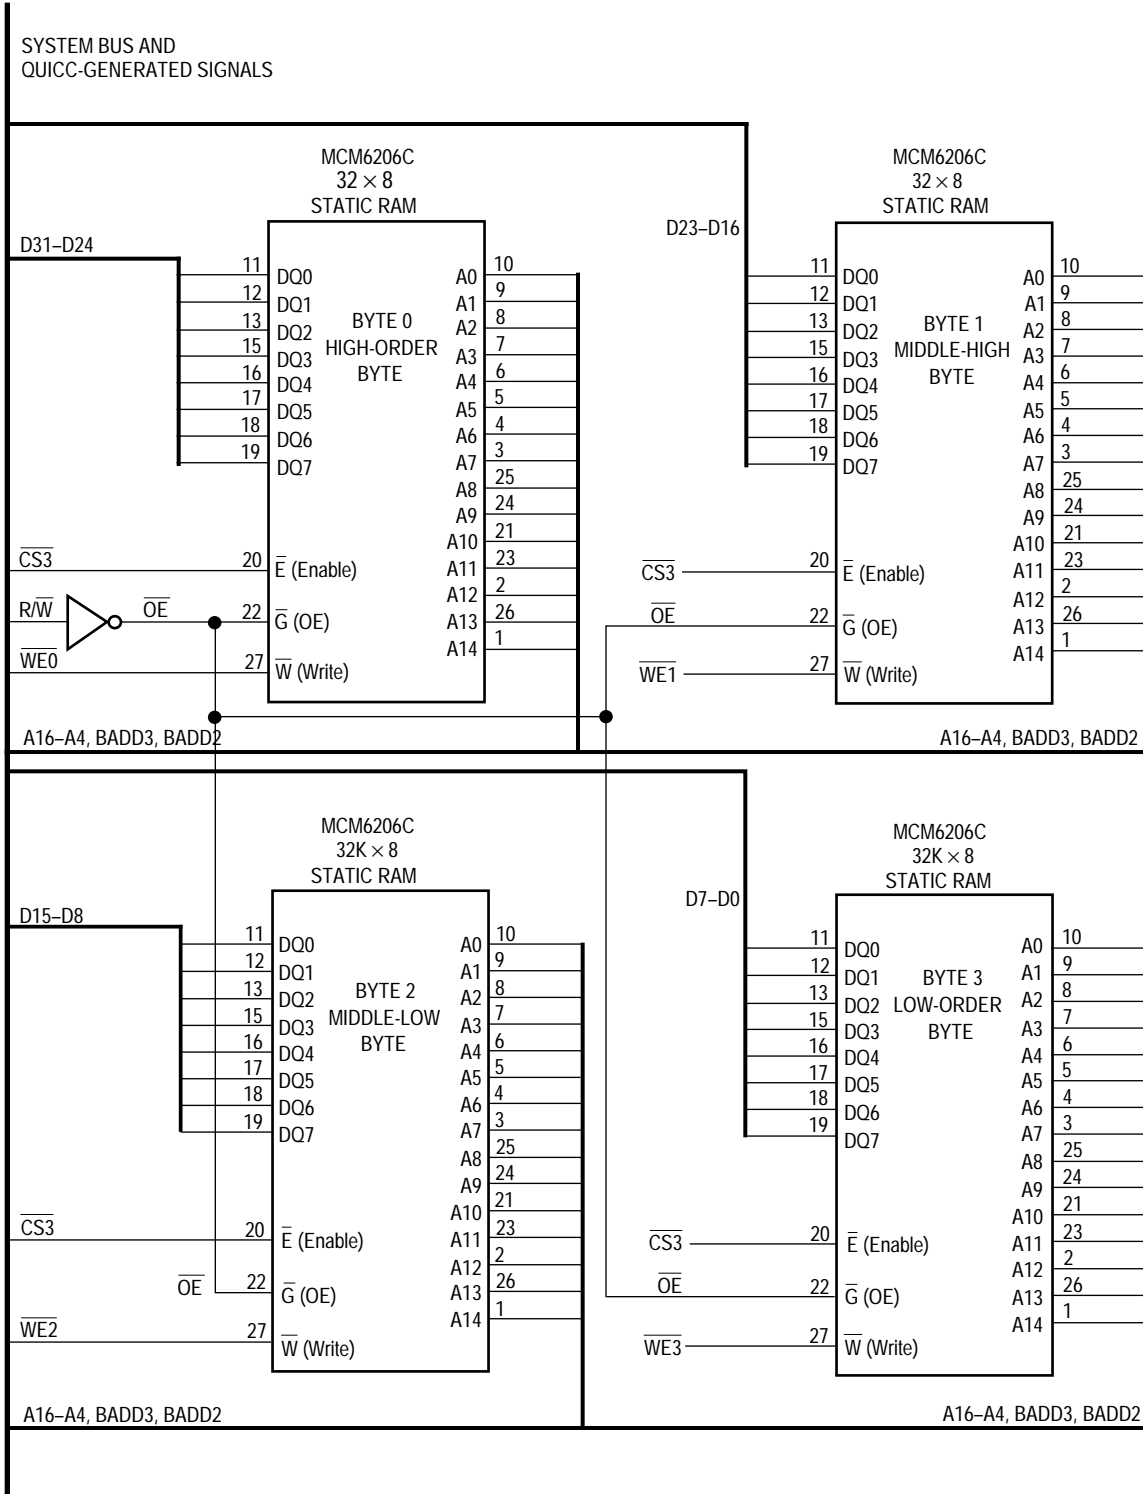 SYSTEM BUS AND
QUICC-GENERATED SIGNALS
MCM6206C
32 × 8
STATIC RAM
D31–D24
11 DQ0
12 DQ1
13 DQ2
15 DQ3
16 DQ4
17 DQ5
18 DQ6
19 DQ7
BYTE 0
HIGH-ORDER
BYTE
A0 10
A1 9
A2 8
A3 7
A4 6
A5 5
A6 4
A7 3
A8 25
A9 24
A10 21
A11 23
A12 2
A13 26
A14 1
C̅S̅3̅ 20 E̅ (Enable)
R/W̅ O̅E̅ 22 G̅ (OE)
W̅E̅0̅ 27 W̅ (Write)
A16–A4, BADD3, BADD2
MCM6206C
32 × 8
STATIC RAM
D23–D16
11 DQ0
12 DQ1
13 DQ2
15 DQ3
16 DQ4
17 DQ5
18 DQ6
19 DQ7
BYTE 1
MIDDLE-HIGH
BYTE
A0 10
A1 9
A2 8
A3 7
A4 6
A5 5
A6 4
A7 3
A8 25
A9 24
A10 21
A11 23
A12 2
A13 26
A14 1
C̅S̅3̅ 20 E̅ (Enable)
O̅E̅ 22 G̅ (OE)
W̅E̅1̅ 27 W̅ (Write)
A16–A4, BADD3, BADD2
MCM6206C
32K × 8
STATIC RAM
D15–D8
11 DQ0
12 DQ1
13 DQ2
15 DQ3
16 DQ4
17 DQ5
18 DQ6
19 DQ7
BYTE 2
MIDDLE-LOW
BYTE
A0 10
A1 9
A2 8
A3 7
A4 6
A5 5
A6 4
A7 3
A8 25
A9 24
A10 21
A11 23
A12 2
A13 26
A14 1
C̅S̅3̅ 20 E̅ (Enable)
O̅E̅ 22 G̅ (OE)
W̅E̅2̅ 27 W̅ (Write)
A16–A4, BADD3, BADD2
MCM6206C
32K × 8
STATIC RAM
D7–D0
11 DQ0
12 DQ1
13 DQ2
15 DQ3
16 DQ4
17 DQ5
18 DQ6
19 DQ7
BYTE 3
LOW-ORDER
BYTE
A0 10
A1 9
A2 8
A3 7
A4 6
A5 5
A6 4
A7 3
A8 25
A9 24
A10 21
A11 23
A12 2
A13 26
A14 1
C̅S̅3̅ 20 E̅ (Enable)
O̅E̅ 22 G̅ (OE)
W̅E̅3̅ 27 W̅ (Write)
A16–A4, BADD3, BADD2